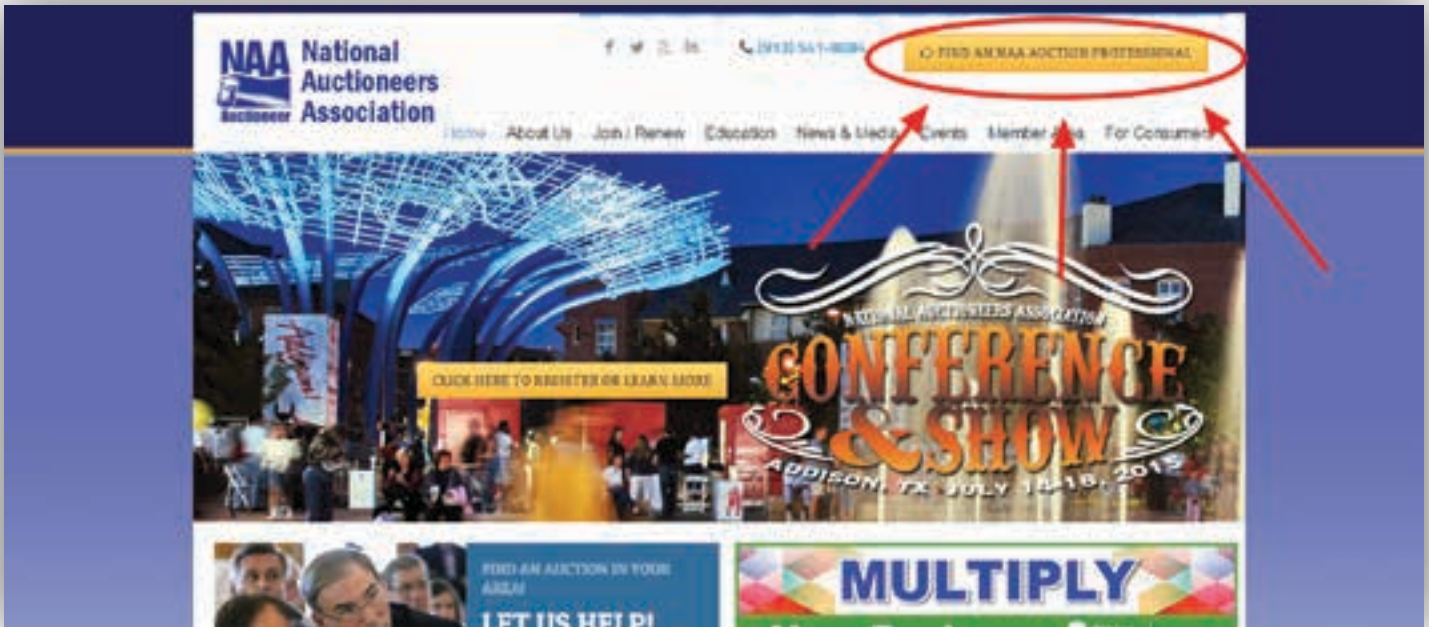 NAA National
Auctioneers
Association
Auctioneer
FIND AN NAA AUCTION PROFESSIONAL
Home About Us Join / Renew Education News & Media Events Member For Consumers
NATIONAL AUCTIONEERS ASSOCIATION
CONFERENCE
& SHOW
ADDISON, TX JULY 14-18, 2015
CLICK HERE TO REGISTER OR LEARN MORE
FIND AN AUCTION IN YOUR
AREA!
LET US HELP!
MULTIPLY